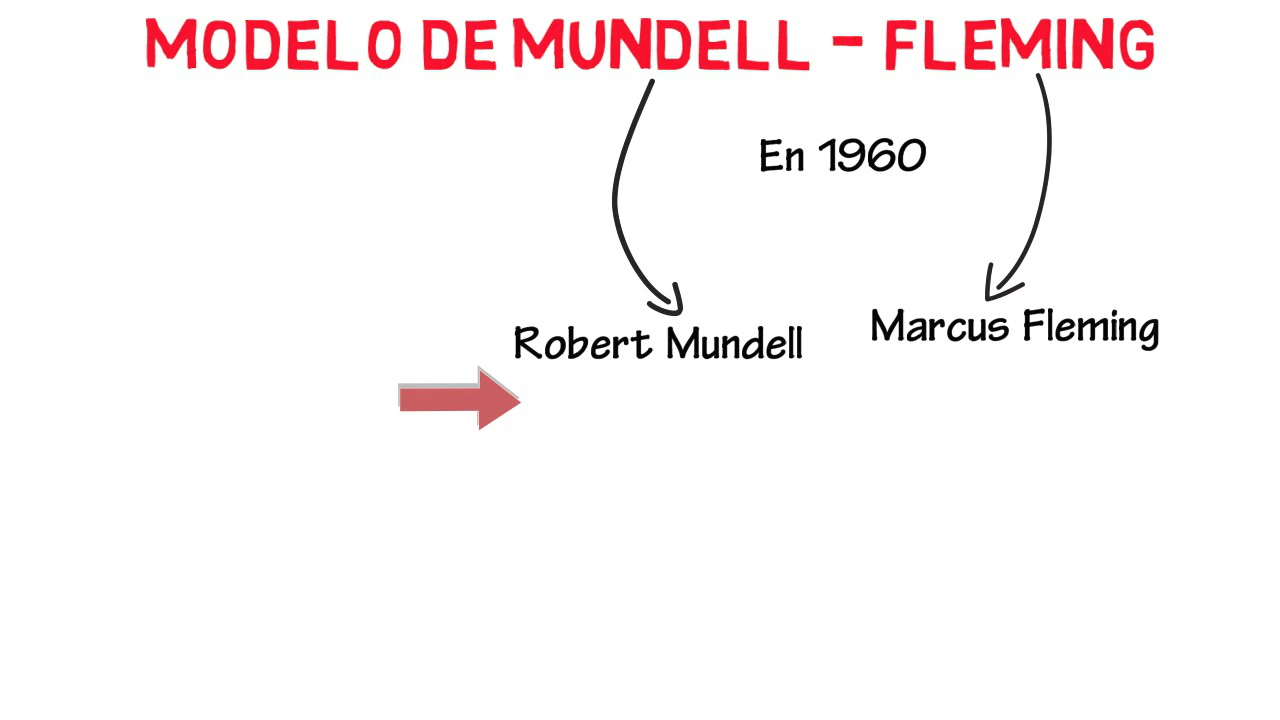 MODELO DE MUNDELL - FLEMING
En 1960
Robert Mundell
Marcus Fleming